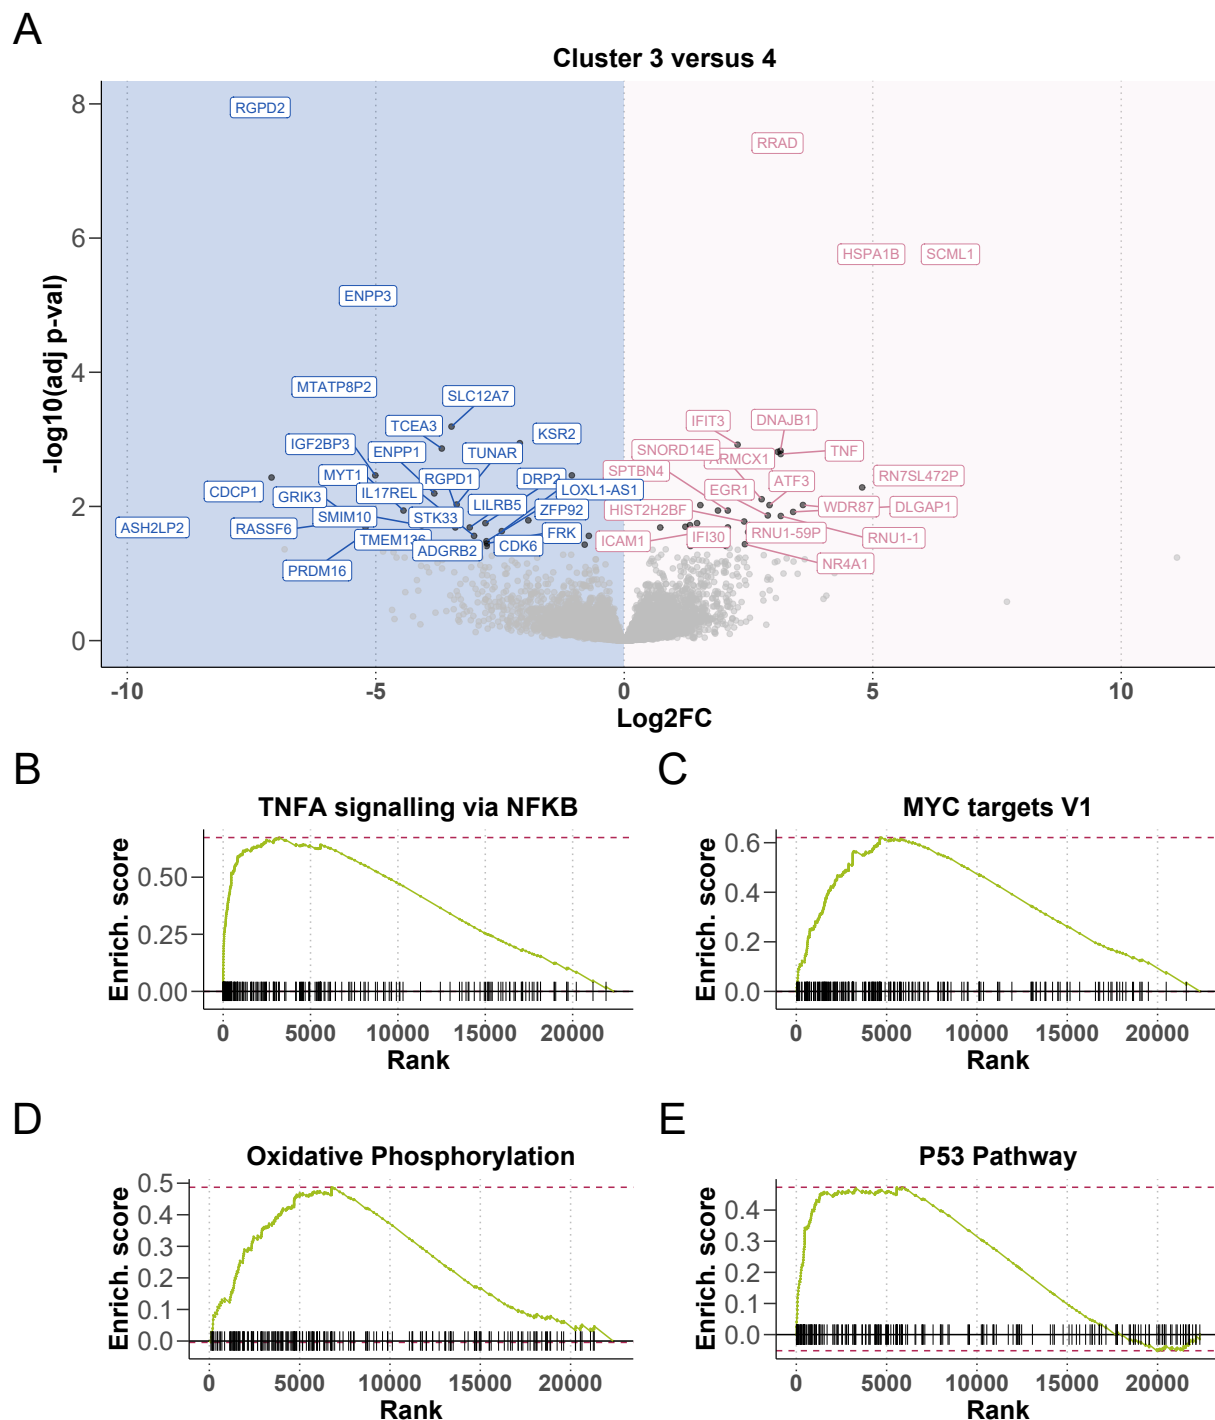 A
Cluster 3 versus 4
-log10(adj p-val)
8
6
4
2
0
RGPD2
RRAD
HSPA1B
SCML1
ENPP3
MTATP8P2
SLC12A7
TCEA3
KSR2
IGF2BP3
ENPP1
TUNAR
MYT1
RGPD1
DRP2
CDCP1
GRIK3
IL17REL
LOXL1-AS1
LILRB5
ASH2LP2
RASSF6
SMIM10
STK33
ZFP92
TMEM136
ADGRB2
CDK6
FRK
PRDM16
IFIT3
DNAJB1
SNORD14E
ARMCX1
TNF
SPTBN4
ATF3
RN7SL472P
EGR1
HIST2H2BF
WDR87
DLGAP1
ICAM1
IFI30
RNU1-59P
RNU1-1
NR4A1
-10
-5
0
5
10
Log2FC
B
TNFA signalling via NFKB
Enrich. score
0.50
0.25
0.00
0
5000
10000
15000
20000
Rank
C
MYC targets V1
Enrich. score
0.6
0.4
0.2
0.0
0
5000
10000
15000
20000
Rank
D
Oxidative Phosphorylation
Enrich. score
0.5
0.4
0.3
0.2
0.1
0.0
0
5000
10000
15000
20000
Rank
E
P53 Pathway
Enrich. score
0.4
0.3
0.2
0.1
0.0
0
5000
10000
15000
20000
Rank